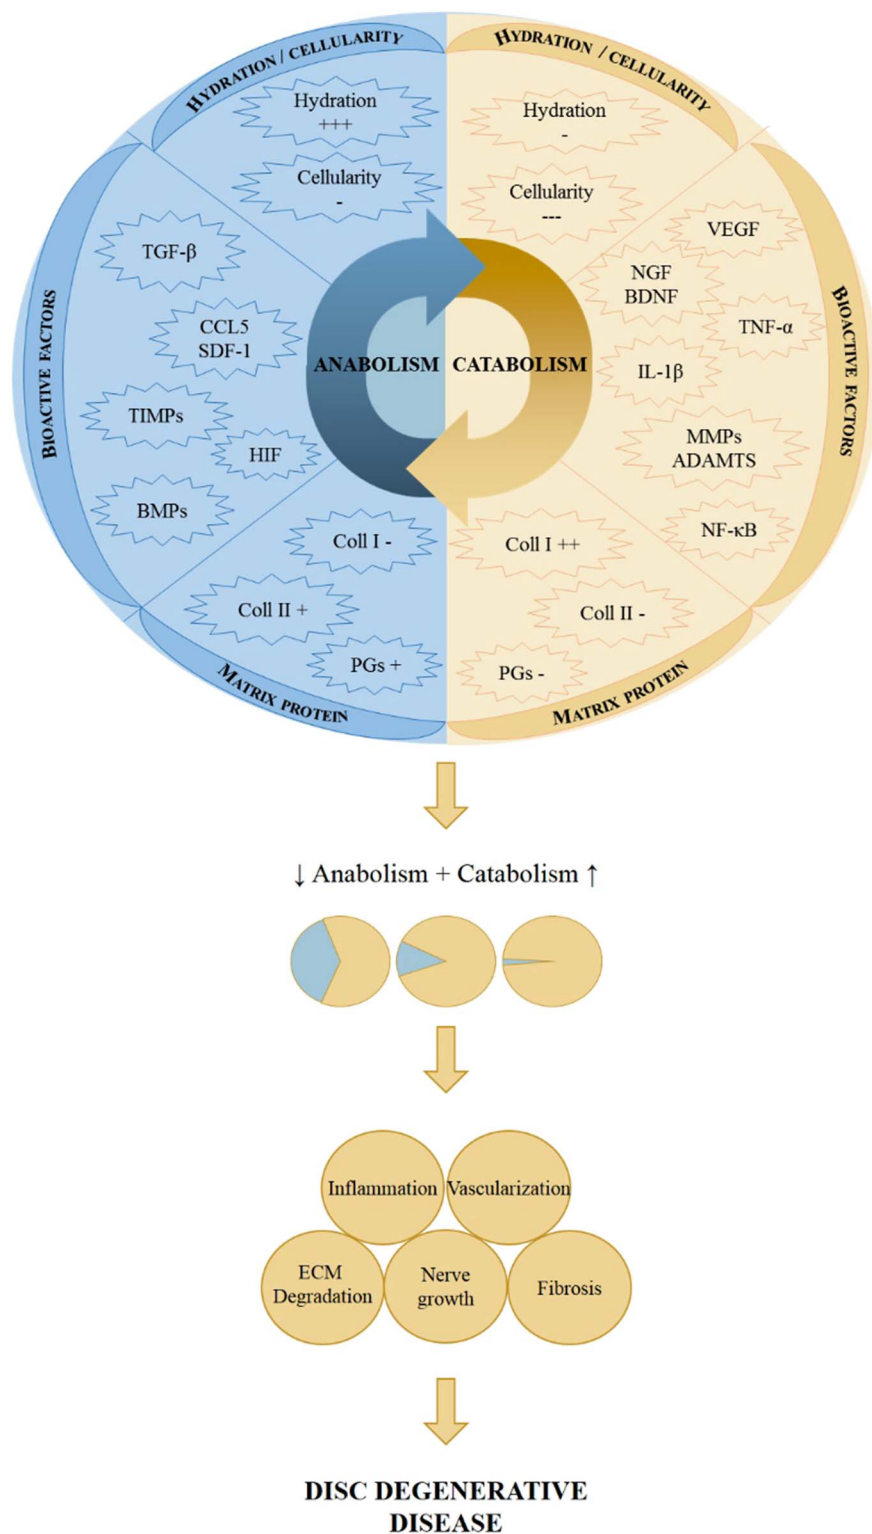 HYDRATION / CELLULARITY
Hydration
+++
Cellularity
-
BIOACTIVE FACTORS
TGF-β
CCL5
SDF-1
TIMPs
HIF
BMPs
Coll I -
Coll II +
PGs +
MATRIX PROTEIN
ANABOLISM
CATABOLISM
HYDRATION / CELLULARITY
Hydration
-
Cellularity
---
BIOACTIVE FACTORS
VEGF
NGF
BDNF
TNF-α
IL-1β
MMPs
ADAMTS
NF-κB
Coll I ++
Coll II -
PGs -
MATRIX PROTEIN
↓ Anabolism + Catabolism ↑
Inflammation
Vascularization
ECM
Degradation
Nerve
growth
Fibrosis
DISC DEGENERATIVE
DISEASE